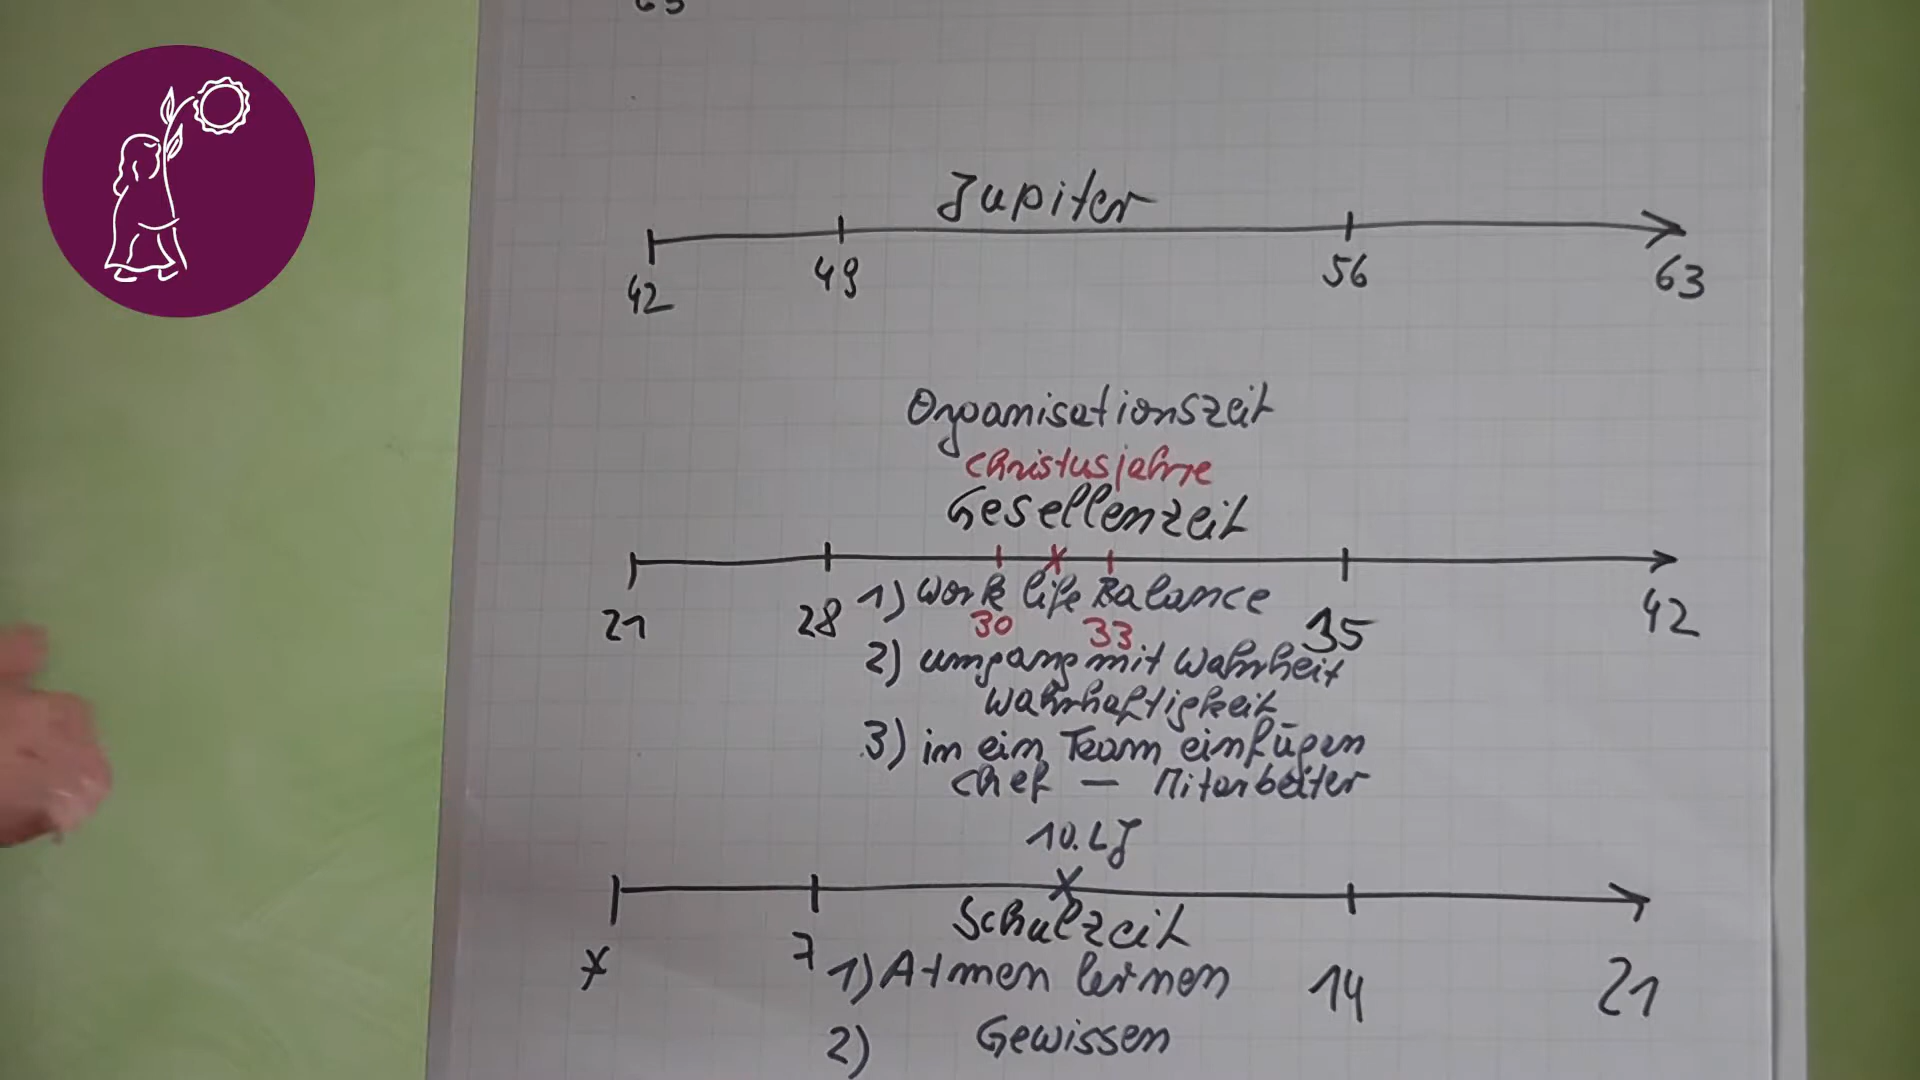 63
Jupiter
42 49 56 63
Organisationszeit
Christusjahre
Gesellenzeit
21 28 1) Work life Balance 35 42
30 33
2) umgang mit Wahrheit
Wahrhaftigkeit
3) in ein Team einfügen
Chef — Mitarbeiter
10. LJ
Schulzeit
* 7 14 21
1) Atmen lernen
2) Gewissen